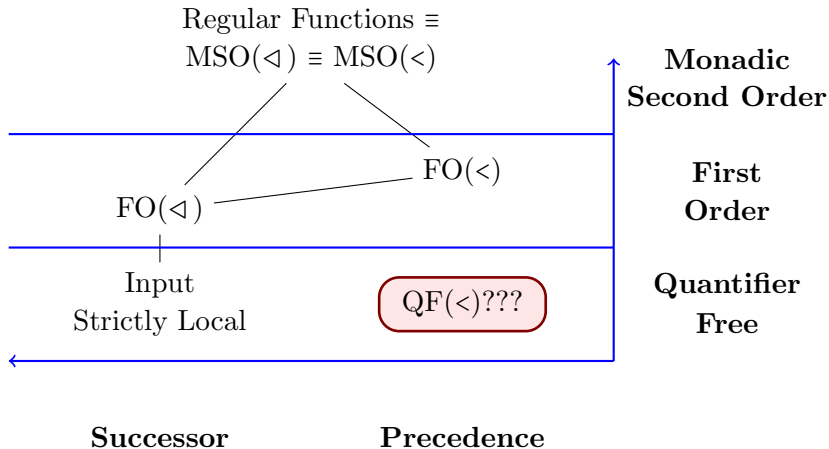 Regular Functions ≡
MSO(◁) ≡ MSO(<)
Monadic
Second Order
FO(<)
First
Order
FO(◁)
Input
Strictly Local
QF(<)???
Quantifier
Free
Successor
Precedence